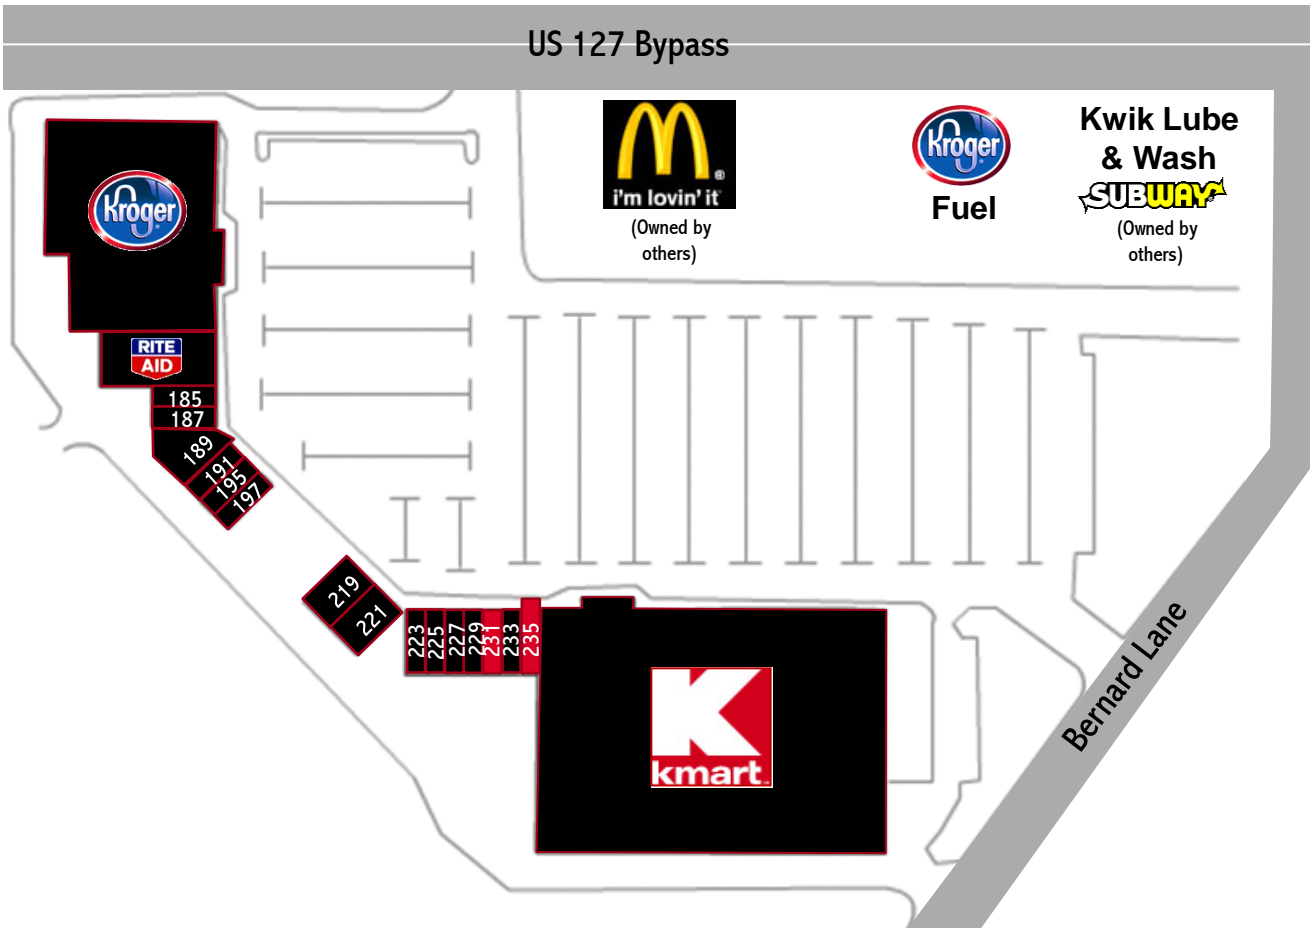 US 127 Bypass
Kroger
RITE
AID
185
187
189
191
195
197
219
221
223
225
227
229
231
233
235
M
i'm lovin' it®
(Owned by
others)
Kroger
Fuel
Kwik Lube
& Wash
SUBWAY
(Owned by
others)
K
kmart
Bernard Lane